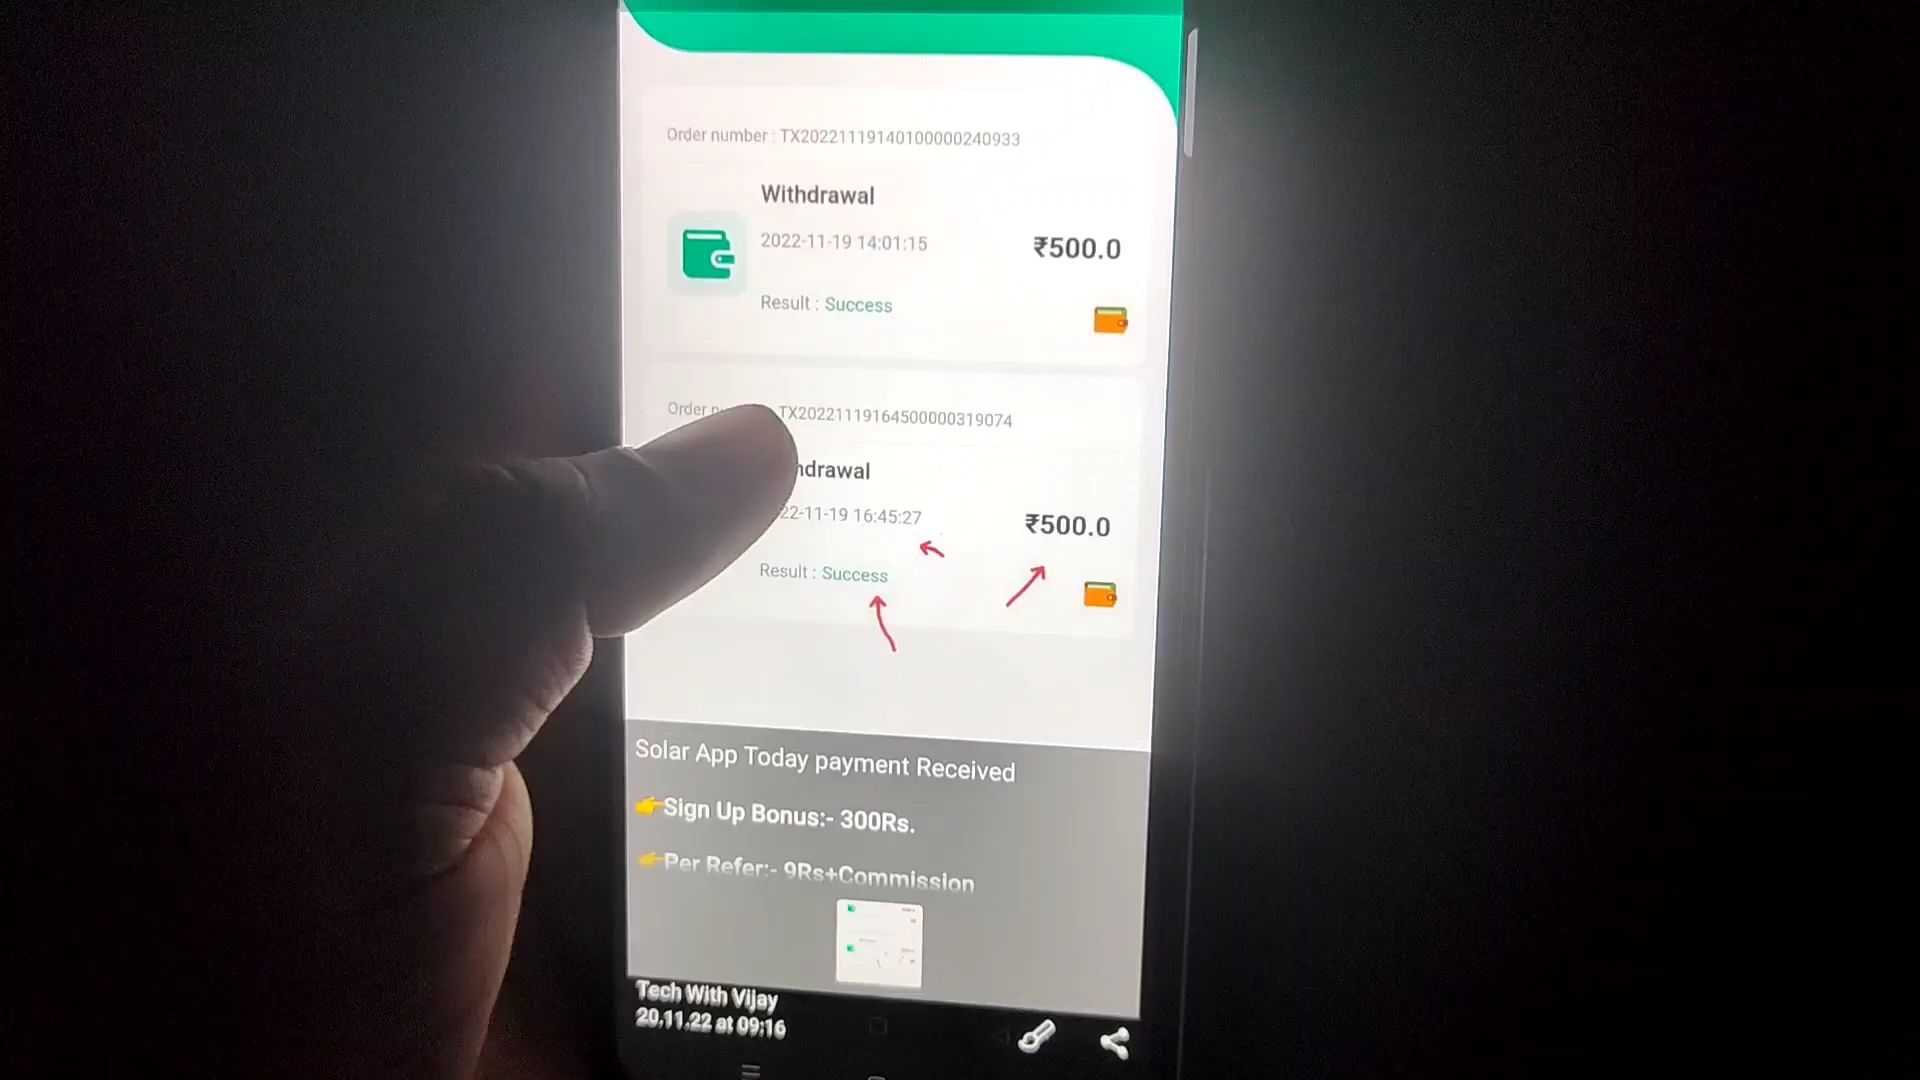 Order number : TX20221119140100000240933
Withdrawal
2022-11-19 14:01:15
₹500.0
Result : Success
Order TX20221119164500000319074
hdrawal
22-11-19 16:45:27
₹500.0
Result : Success
Solar App Today payment Received
👉Sign Up Bonus:- 300Rs.
👉Per Refer:- 9Rs+Commission
Tech With Vijay
20.11.22 at 09:16